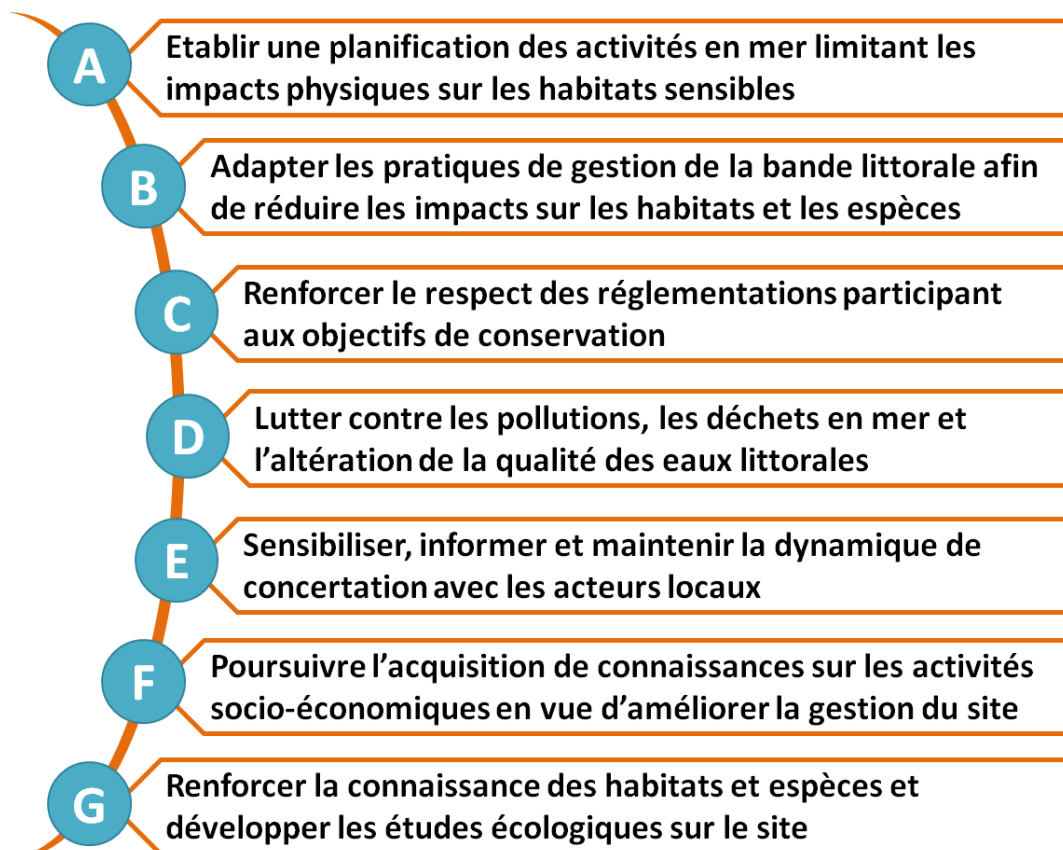 A
Etablir une planification des activités en mer limitant les
impacts physiques sur les habitats sensibles
B
Adapter les pratiques de gestion de la bande littorale afin
de réduire les impacts sur les habitats et les espèces
C
Renforcer le respect des réglementations participant
aux objectifs de conservation
D
Lutter contre les pollutions, les déchets en mer et
l’altération de la qualité des eaux littorales
E
Sensibiliser, informer et maintenir la dynamique de
concertation avec les acteurs locaux
F
Poursuivre l’acquisition de connaissances sur les activités
socio-économiques en vue d’améliorer la gestion du site
G
Renforcer la connaissance des habitats et espèces et
développer les études écologiques sur le site